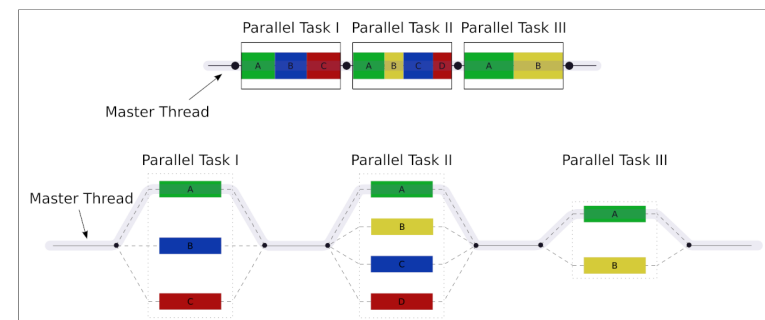 Parallel Task I Parallel Task II Parallel Task III
A B C A B C D A B
Master Thread
Parallel Task I Parallel Task II Parallel Task III
Master Thread
A A
A
B
B
C
B
C D